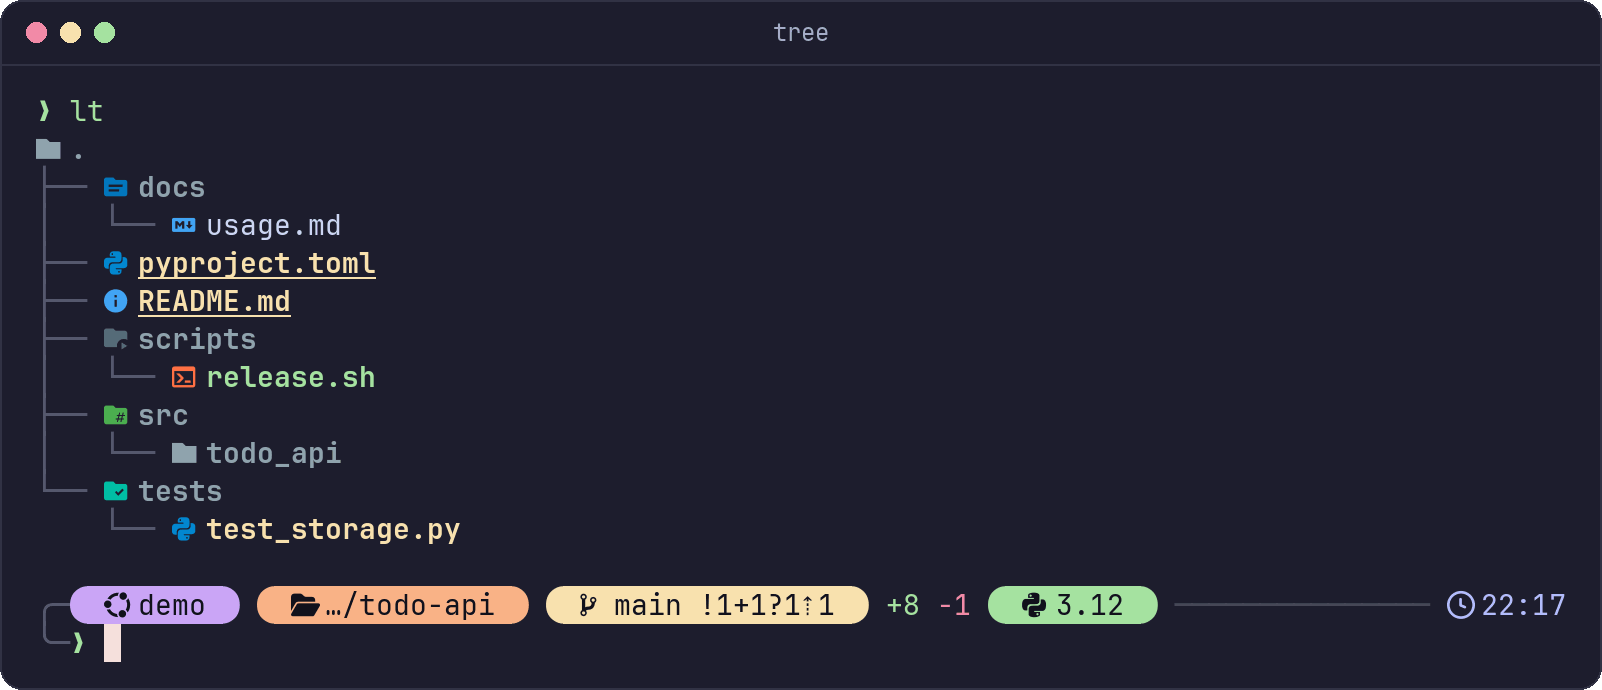 tree
❯ lt
.
├── docs
│   └── usage.md
├── pyproject.toml
├── README.md
├── scripts
│   └── release.sh
├── src
│   └── todo_api
└── tests
    └── test_storage.py
demo …/todo-api main !1+1?1⇡1 +8 -1 3.12 22:17
❯